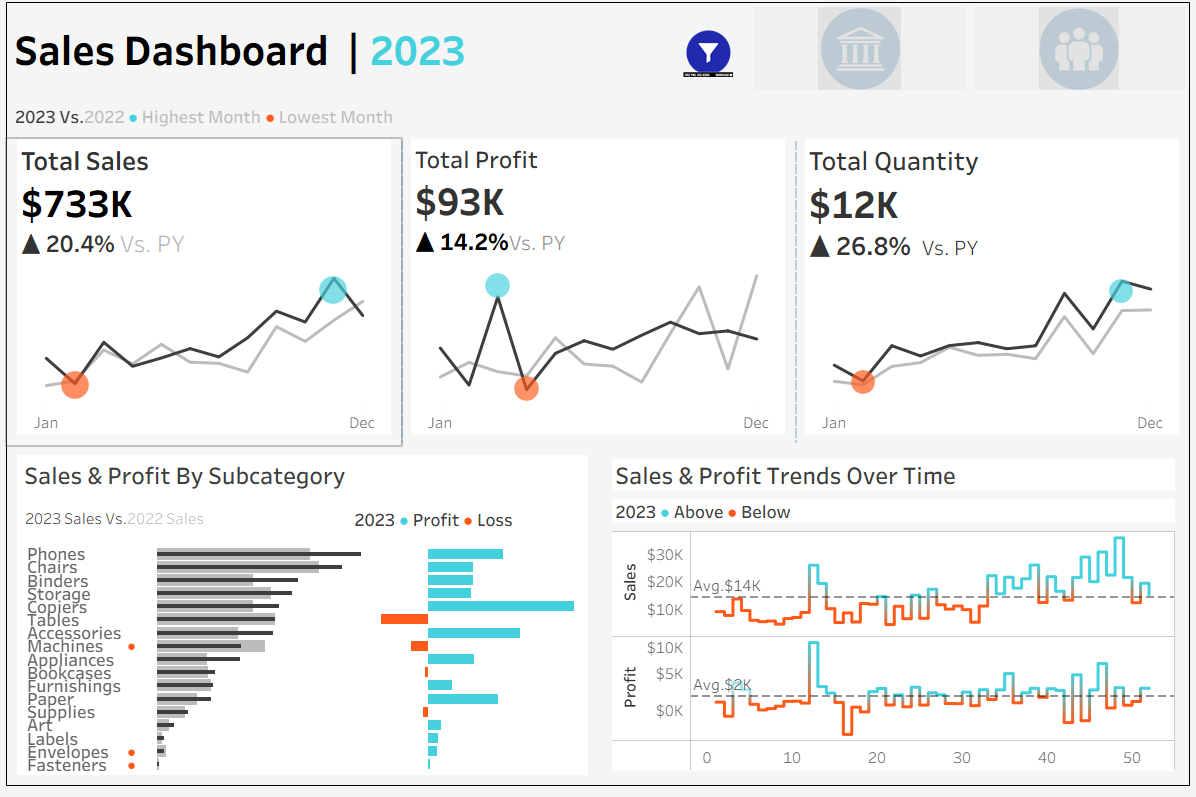 Sales Dashboard | 2023
2023 Vs.2022 ● Highest Month ● Lowest Month
Total Sales
$733K
▲ 20.4% Vs. PY
Jan Dec
Total Profit
$93K
▲ 14.2%Vs. PY
Jan Dec
Total Quantity
$12K
▲ 26.8% Vs. PY
Jan Dec
Sales & Profit By Subcategory
2023 Sales Vs.2022 Sales
2023 ● Profit ● Loss
Phones
Chairs
Binders
Storage
Copiers
Tables
Accessories
Machines
Appliances
Bookcases
Furnishings
Paper
Supplies
Art
Labels
Envelopes
Fasteners
Sales & Profit Trends Over Time
2023 ● Above ● Below
Sales
$30K
$20K
$10K
Avg.$14K
Profit
$10K
$5K
$0K
Avg.$2K
0 10 20 30 40 50